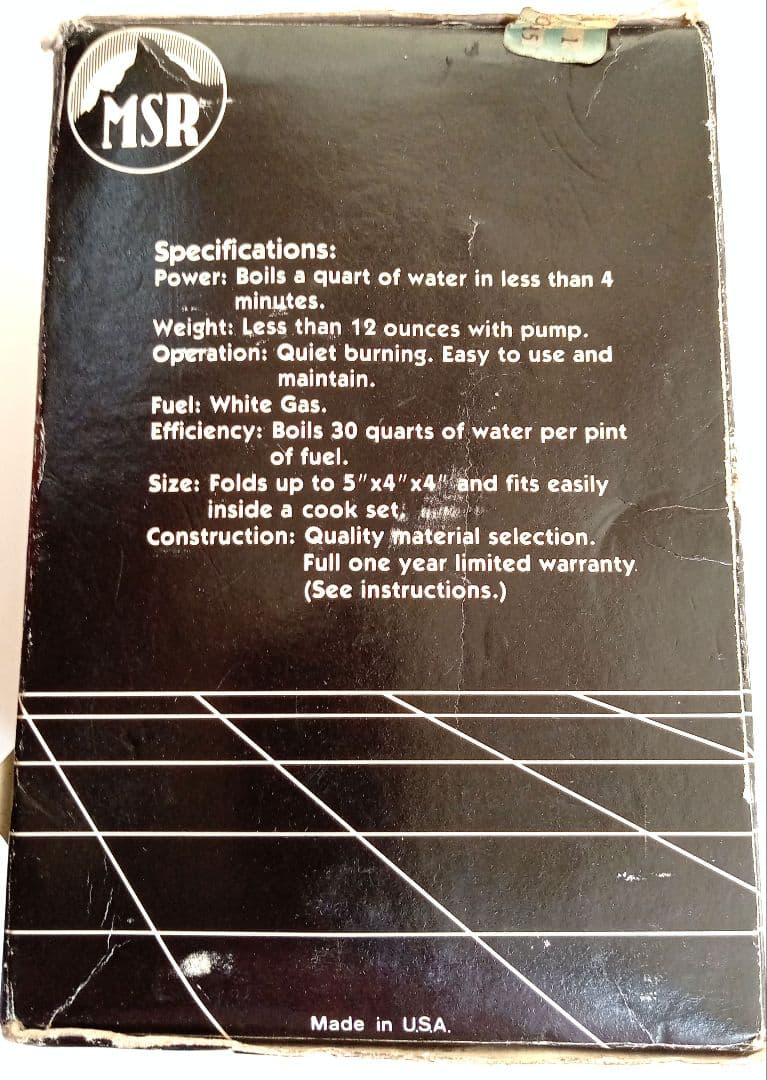 MSR
Specifications:
Power: Boils a quart of water in less than 4
minutes.
Weight: Less than 12 ounces with pump.
Operation: Quiet burning. Easy to use and
maintain.
Fuel: White Gas.
Efficiency: Boils 30 quarts of water per pint
of fuel.
Size: Folds up to 5"x4"x4" and fits easily
inside a cook set.
Construction: Quality material selection.
Full one year limited warranty.
(See instructions.)
Made in U.S.A.